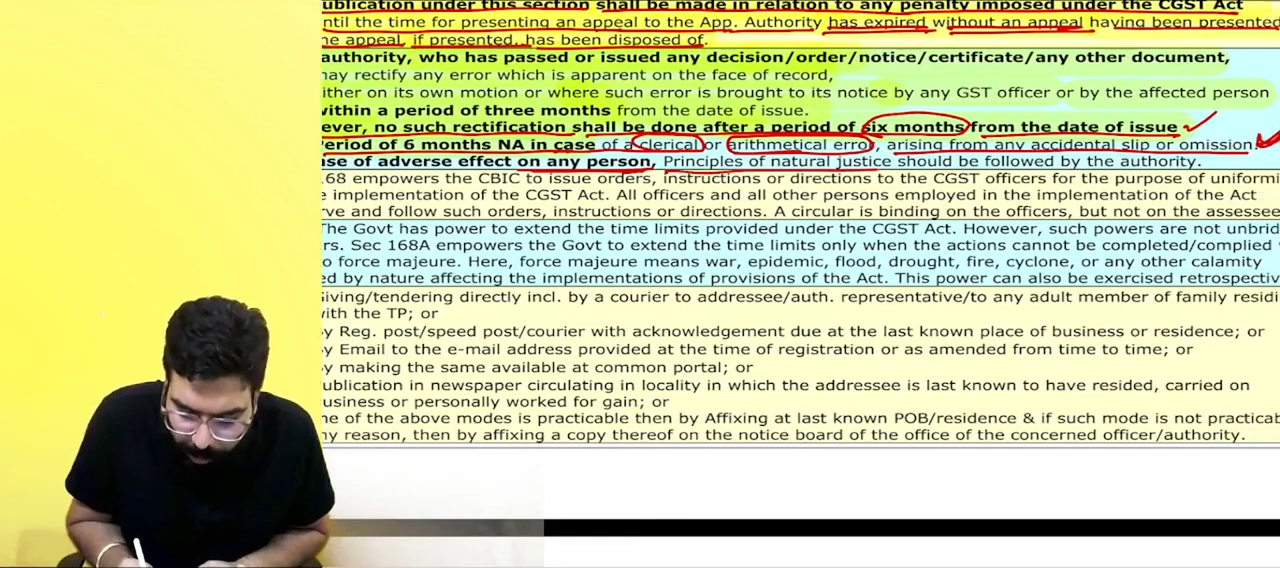 ublication under this section shall be made in relation to any penalty imposed under the CGST Act
ntil the time for presenting an appeal to the App. Authority has expired without an appeal having been presented
he appeal, if presented, has been disposed of.
authority, who has passed or issued any decision/order/notice/certificate/any other document,
may rectify any error which is apparent on the face of record,
ither on its own motion or where such error is brought to its notice by any GST officer or by the affected person
within a period of three months from the date of issue.
ever, no such rectification shall be done after a period of six months from the date of issue
Period of 6 months NA in case of a clerical or arithmetical error, arising from any accidental slip or omission.
ase of adverse effect on any person, Principles of natural justice should be followed by the authority.
168 empowers the CBIC to issue orders, instructions or directions to the CGST officers for the purpose of uniformi
e implementation of the CGST Act. All officers and all other persons employed in the implementation of the Act
rve and follow such orders, instructions or directions. A circular is binding on the officers, but not on the assessee
The Govt has power to extend the time limits provided under the CGST Act. However, such powers are not unbrid
rs. Sec 168A empowers the Govt to extend the time limits only when the actions cannot be completed/complied
o force majeure. Here, force majeure means war, epidemic, flood, drought, fire, cyclone, or any other calamity
ed by nature affecting the implementations of provisions of the Act. This power can also be exercised retrospectiv
Giving/tendering directly incl. by a courier to addressee/auth. representative/to any adult member of family residi
with the TP; or
by Reg. post/speed post/courier with acknowledgement due at the last known place of business or residence; or
by Email to the e-mail address provided at the time of registration or as amended from time to time; or
by making the same available at common portal; or
ublication in newspaper circulating in locality in which the addressee is last known to have resided, carried on
usiness or personally worked for gain; or
ne of the above modes is practicable then by Affixing at last known POB/residence & if such mode is not practicab
ny reason, then by affixing a copy thereof on the notice board of the office of the concerned officer/authority.